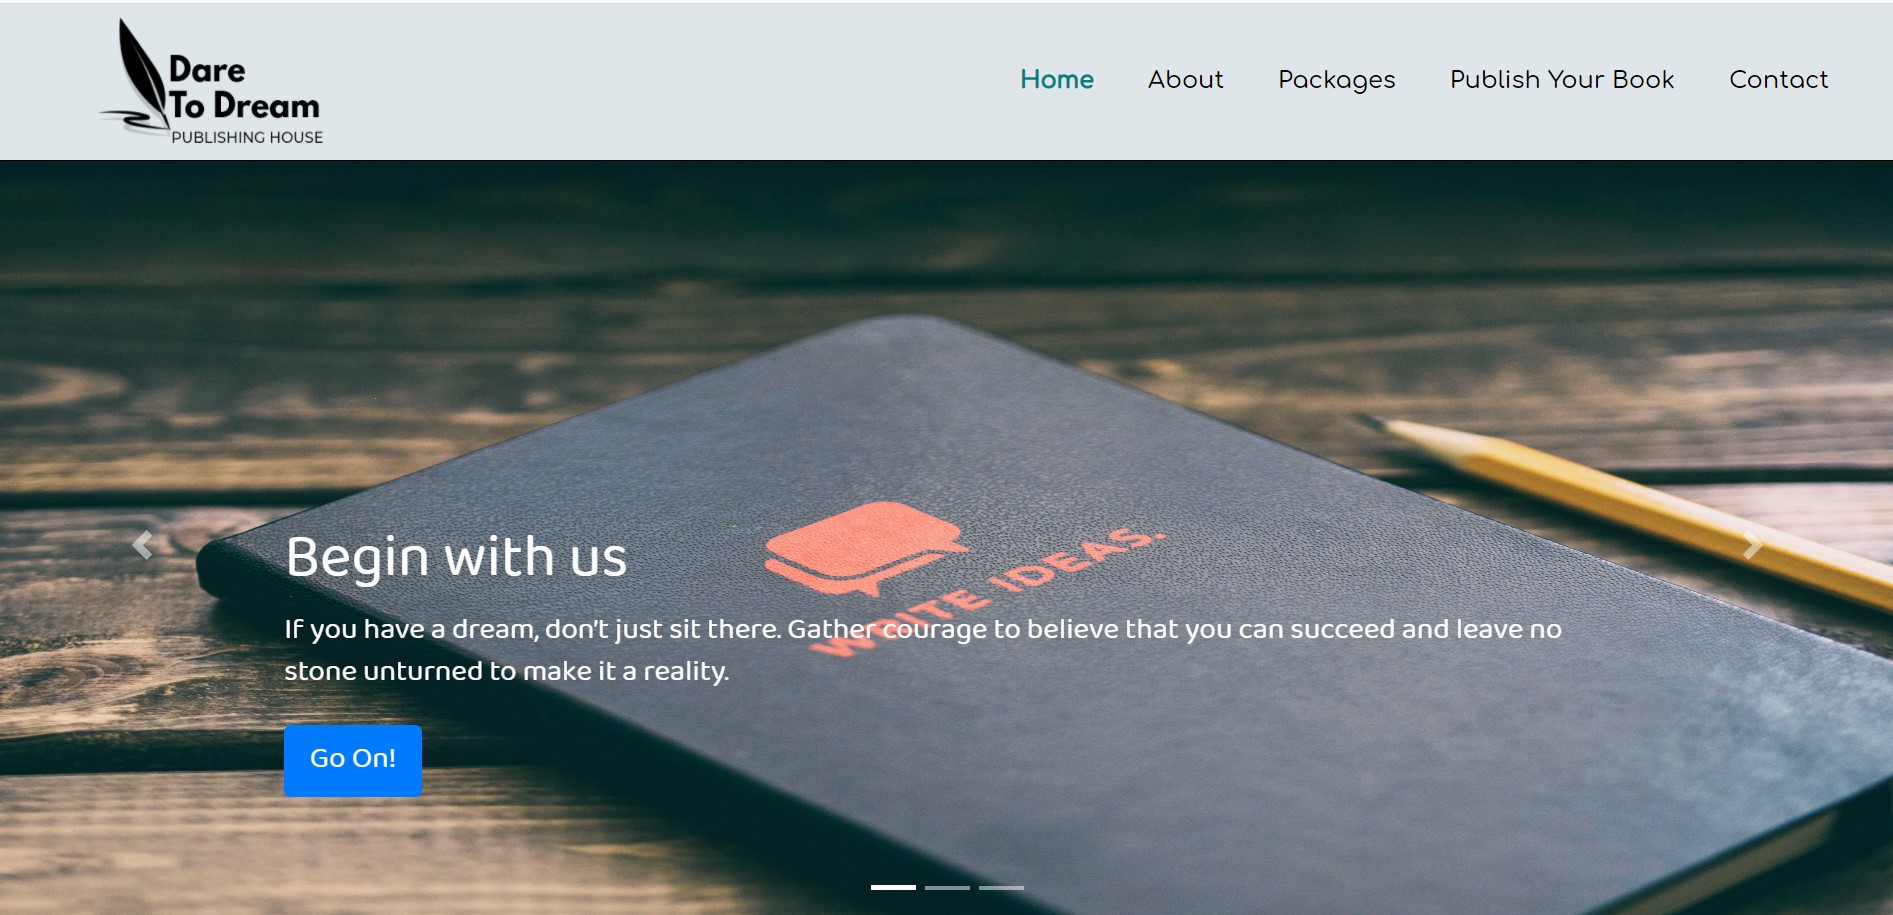 Dare
To Dream
PUBLISHING HOUSE
Home About Packages Publish Your Book Contact
WRITE IDEAS.
Begin with us
If you have a dream, don't just sit there. Gather courage to believe that you can succeed and leave no
stone unturned to make it a reality.
Go On!